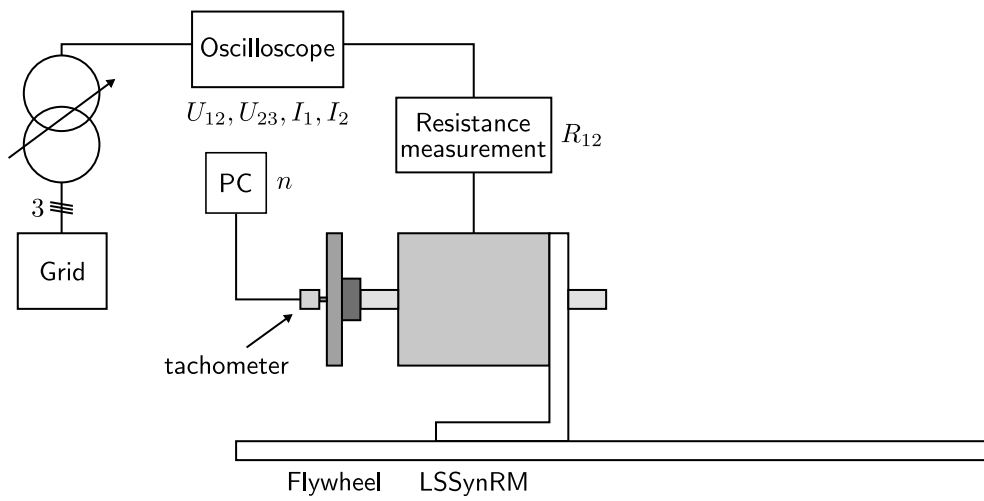 Oscilloscope
U12, U23, I1, I2
Resistance
measurement
R12
PC
n
3
Grid
tachometer
Flywheel
LSSynRM